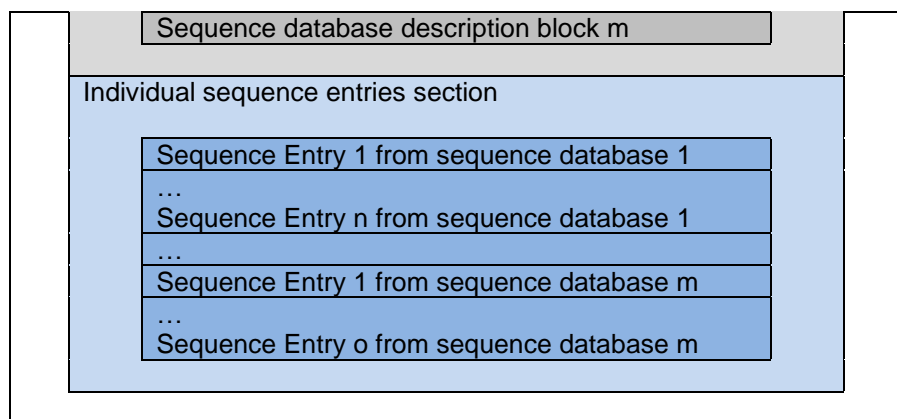 Sequence database description block m
Individual sequence entries section
Sequence Entry 1 from sequence database 1
…
Sequence Entry n from sequence database 1
…
Sequence Entry 1 from sequence database m
…
Sequence Entry o from sequence database m